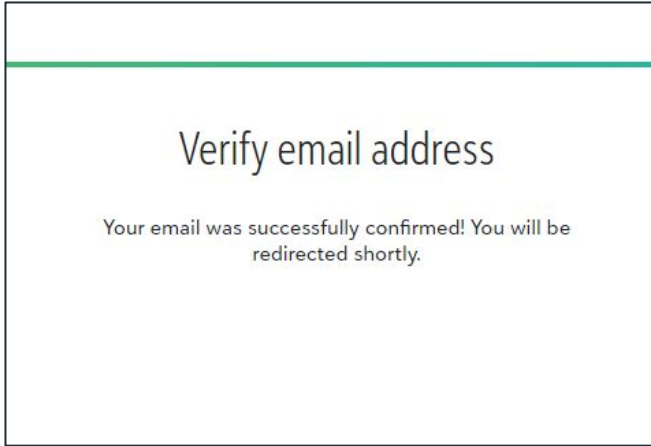 Verify email address
Your email was successfully confirmed! You will be
redirected shortly.